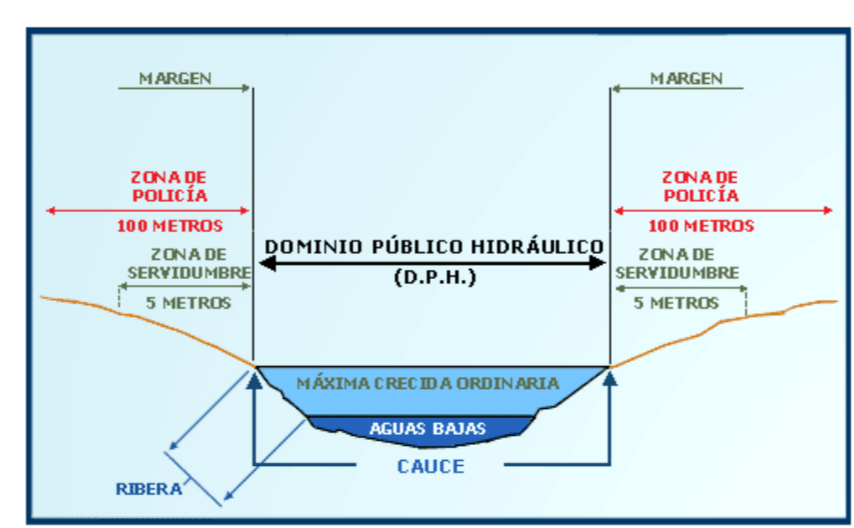 MARGEN
MARGEN
ZONA DE
POLICÍA
100 METROS
ZONA DE
POLICÍA
100 METROS
ZONA DE
SERVIDUMBRE
5 METROS
DOMINIO PÚBLICO HIDRÁULICO
(D.P.H.)
ZONA DE
SERVIDUMBRE
5 METROS
MÁXIMA CRECIDA ORDINARIA
AGUAS BAJAS
CAUCE
RIBERA